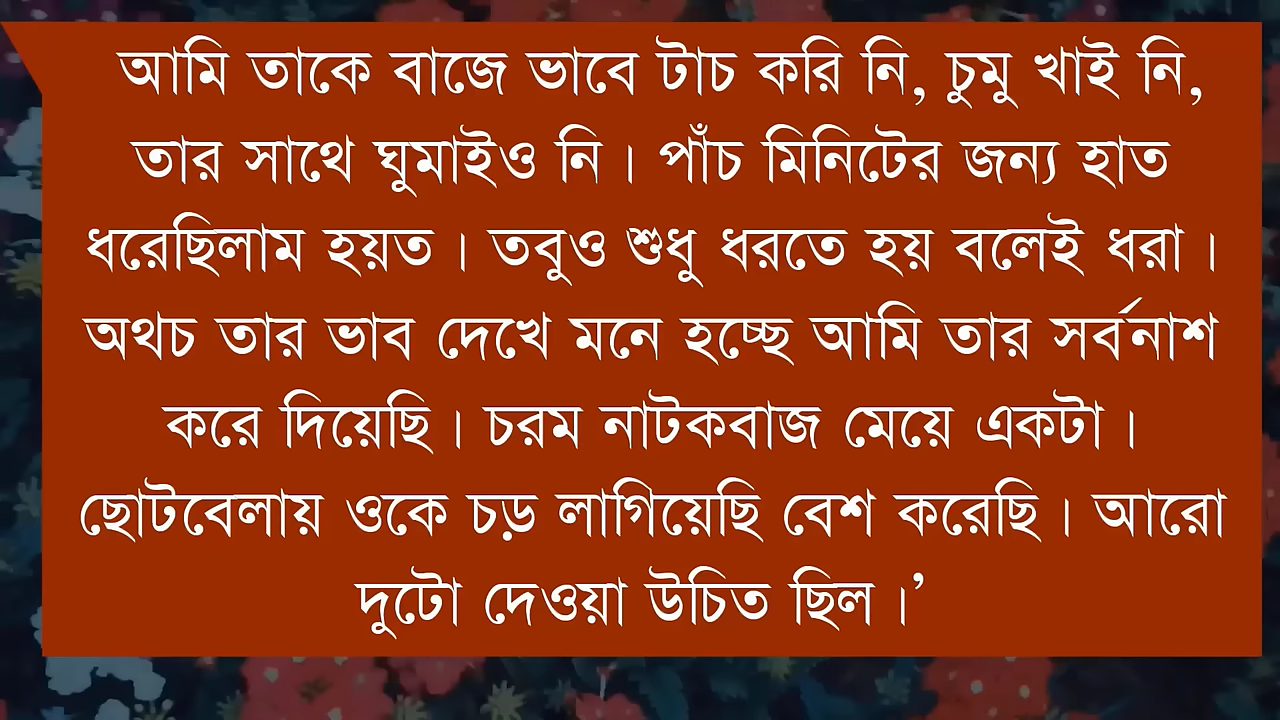 আমি তাকে বাজে ভাবে টাচ করি নি, চুমু খাই নি,
তার সাথে ঘুমাইও নি। পাঁচ মিনিটের জন্য হাত
ধরেছিলাম হয়ত। তবুও শুধু ধরতে হয় বলেই ধরা।
অথচ তার ভাব দেখে মনে হচ্ছে আমি তার সর্বনাশ
করে দিয়েছি। চরম নাটকবাজ মেয়ে একটা।
ছোটবেলায় ওকে চড় লাগিয়েছি বেশ করেছি। আরো
দুটো দেওয়া উচিত ছিল।’